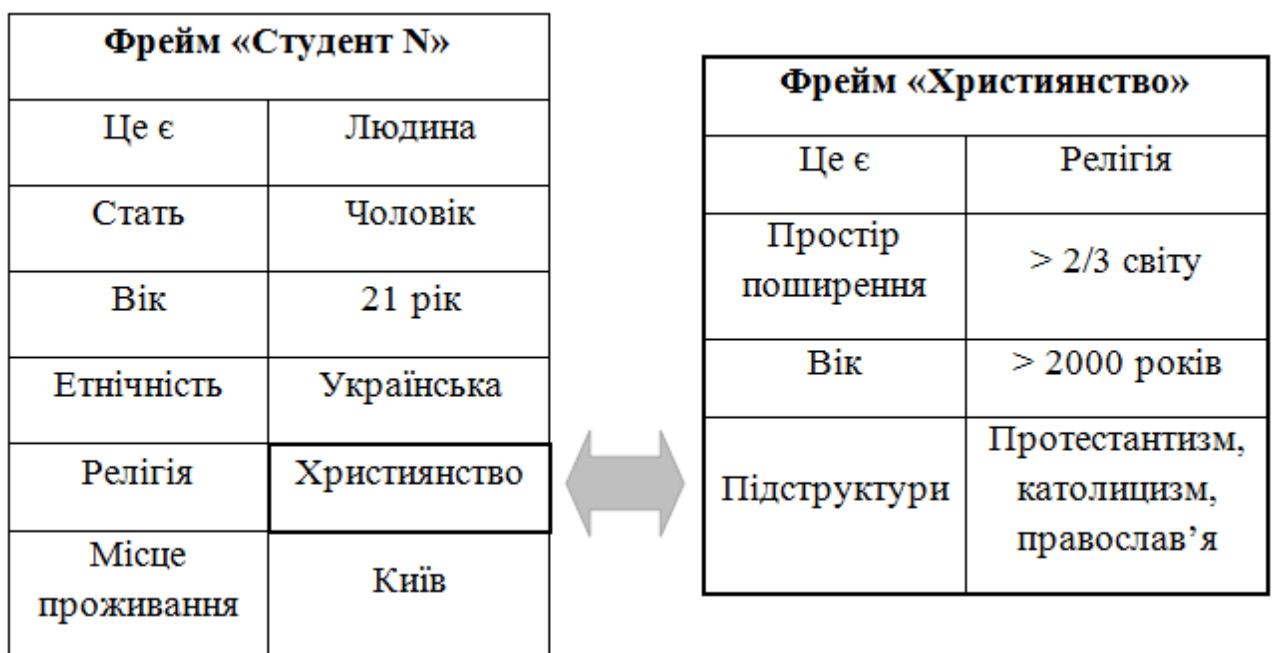 Фрейм «Студент N»
Це є Людина
Стать Чоловік
Вік 21 рік
Етнічність Українська
Релігія Християнство
Місце
проживання
Київ
Фрейм «Християнство»
Це є Релігія
Простір
поширення
> 2/3 світу
Вік > 2000 років
Підструктури
Протестантизм,
католицизм,
православ’я